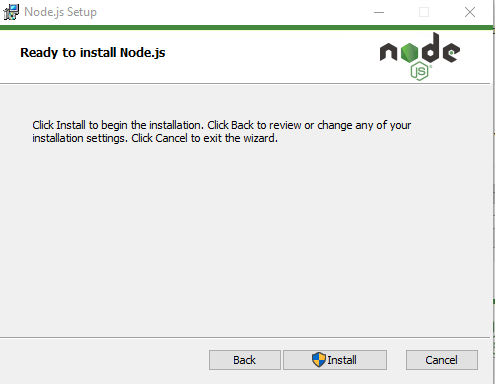 Node.js Setup
Ready to install Node.js
node
JS
Click Install to begin the installation. Click Back to review or change any of your
installation settings. Click Cancel to exit the wizard.
Back
Install
Cancel